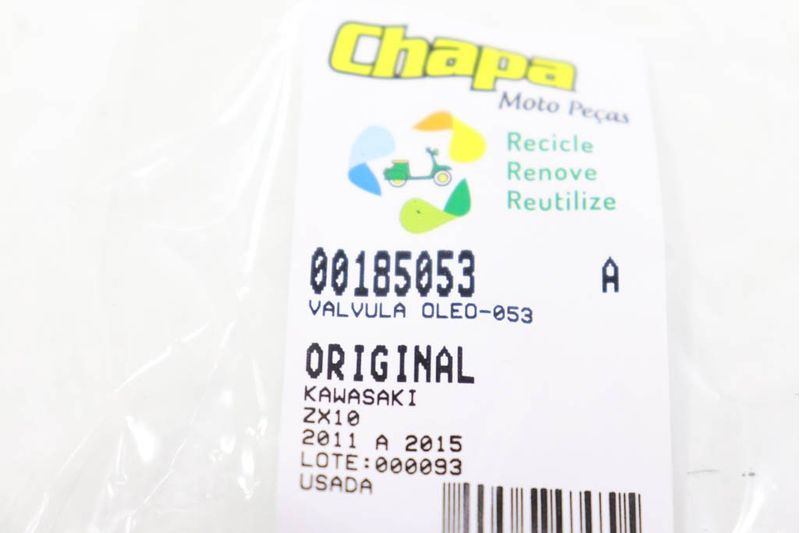 Chapa
Moto Peças
Recicle
Renove
Reutilize
00185053 A
VALVULA OLEO-053
ORIGINAL
KAWASAKI
ZX10
2011 A 2015
LOTE:000093
USADA